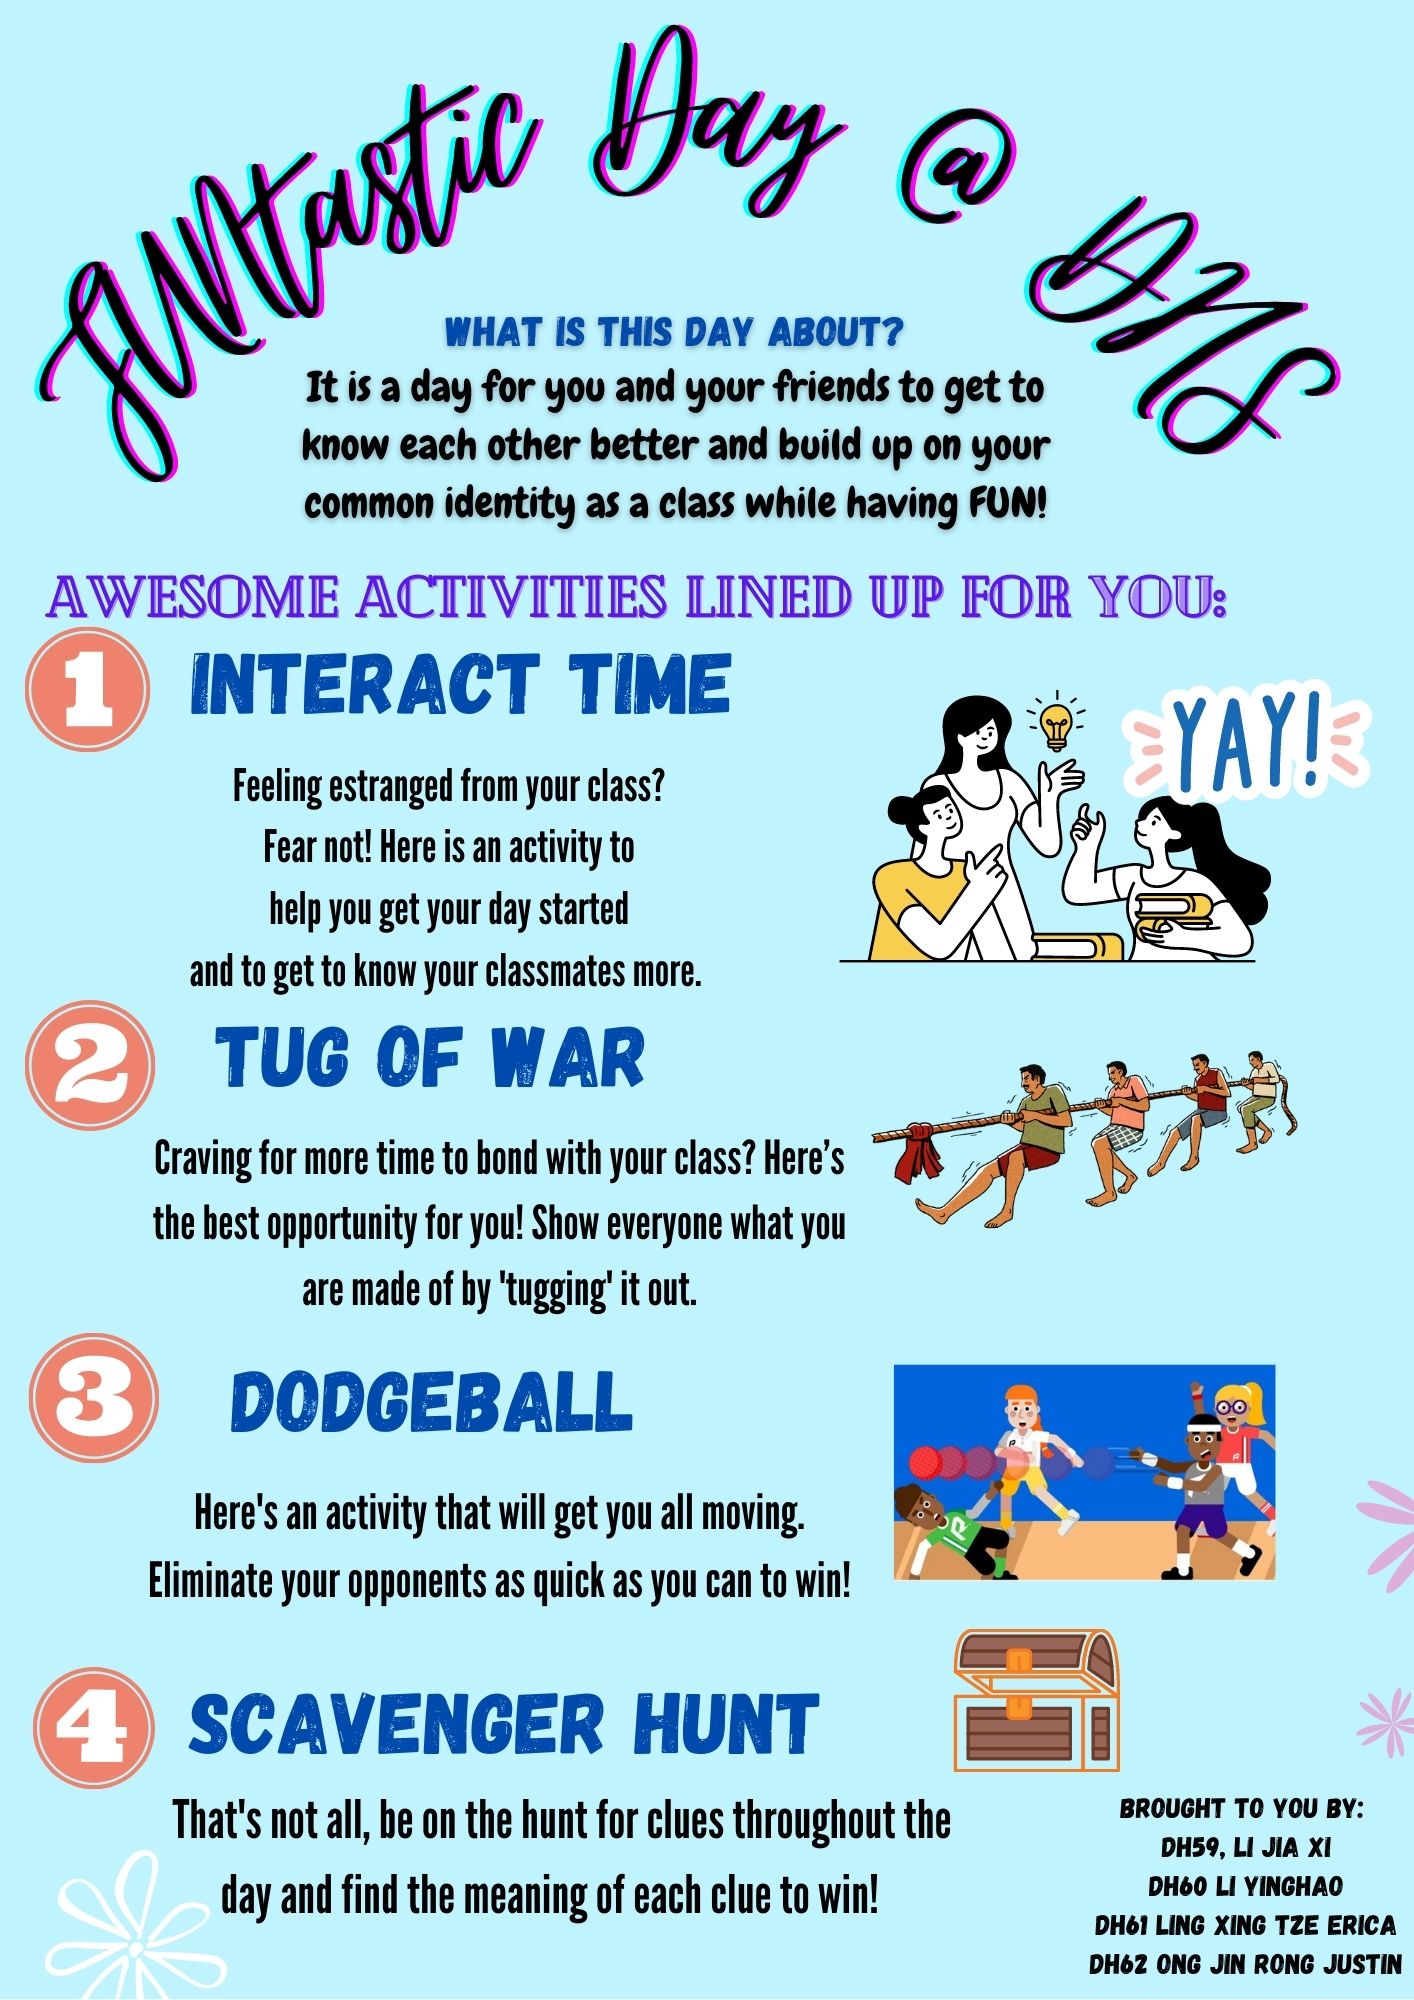 FUNtastic Day @ DHS
WHAT IS THIS DAY ABOUT?
It is a day for you and your friends to get to
know each other better and build up on your
common identity as a class while having FUN!
AWESOME ACTIVITIES LINED UP FOR YOU:
1 INTERACT TIME
YAY!
Feeling estranged from your class?
Fear not! Here is an activity to
help you get your day started
and to get to know your classmates more.
2 TUG OF WAR
Craving for more time to bond with your class? Here’s
the best opportunity for you! Show everyone what you
are made of by 'tugging' it out.
3 DODGEBALL
Here's an activity that will get you all moving.
Eliminate your opponents as quick as you can to win!
4 SCAVENGER HUNT
That's not all, be on the hunt for clues throughout the
day and find the meaning of each clue to win!
BROUGHT TO YOU BY:
DH59, LI JIA XI
DH60 LI YINGHAO
DH61 LING XING TZE ERICA
DH62 ONG JIN RONG JUSTIN